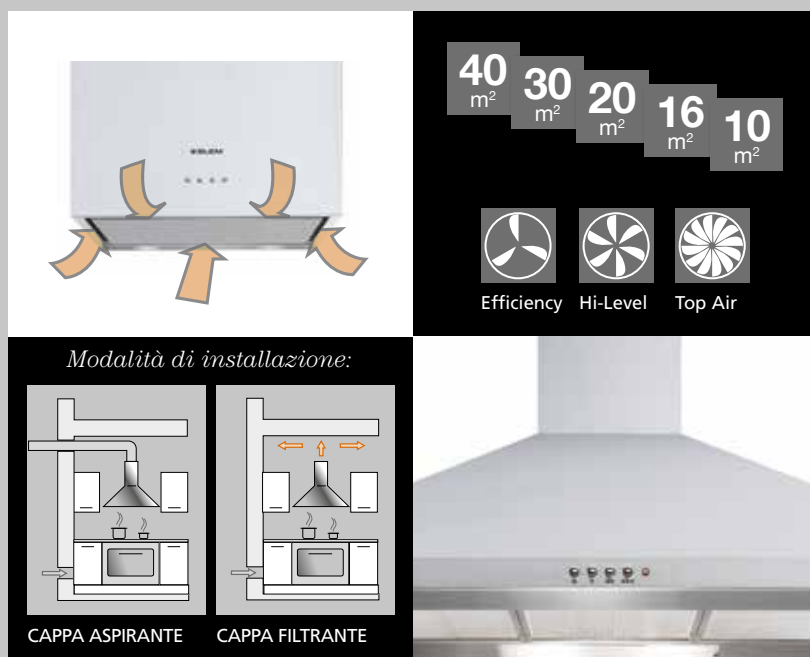 40
m²
30
m²
20
m²
16
m²
10
m²
Efficiency
Hi-Level
Top Air
Modalità di installazione:
CAPPA ASPIRANTE
CAPPA FILTRANTE